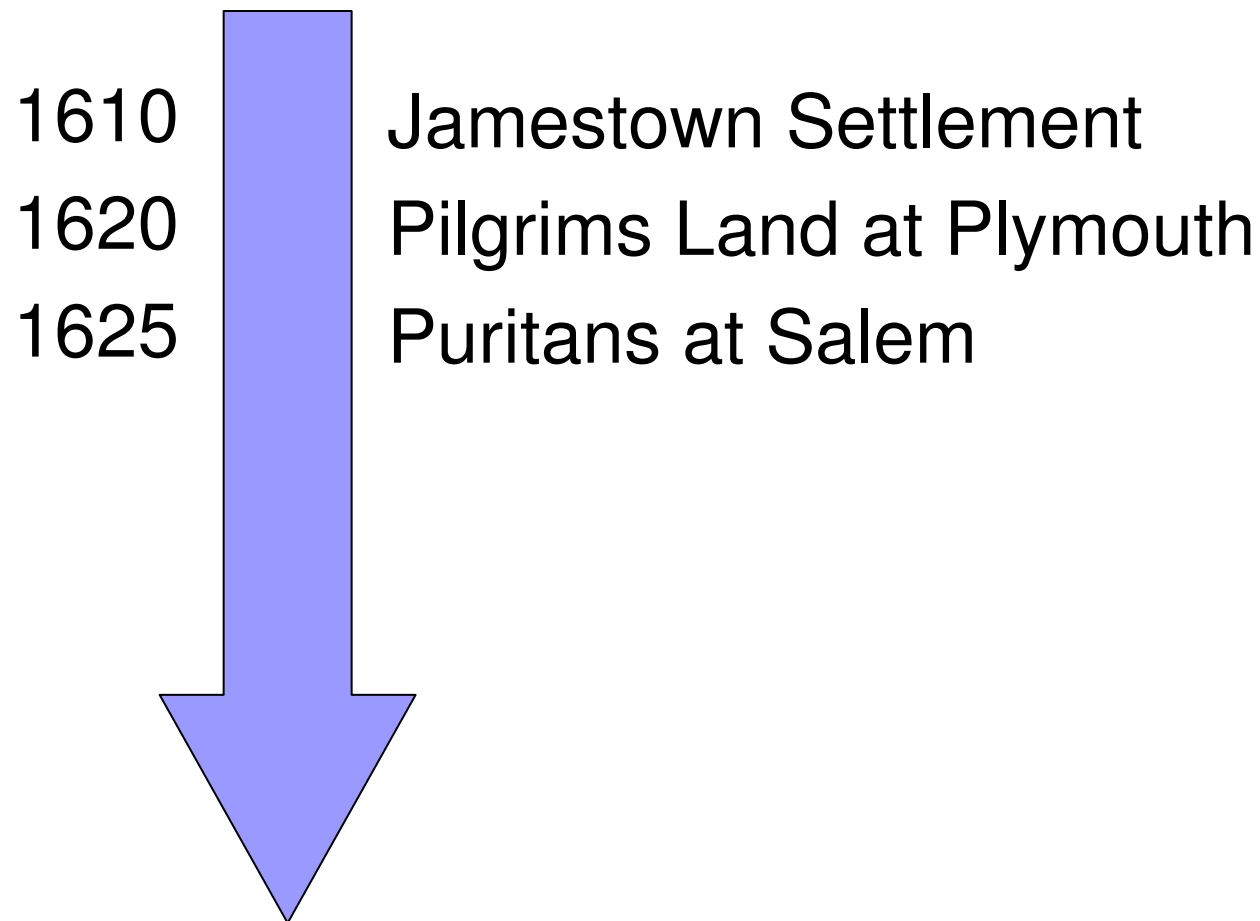 1610 Jamestown Settlement
1620 Pilgrims Land at Plymouth
1625 Puritans at Salem